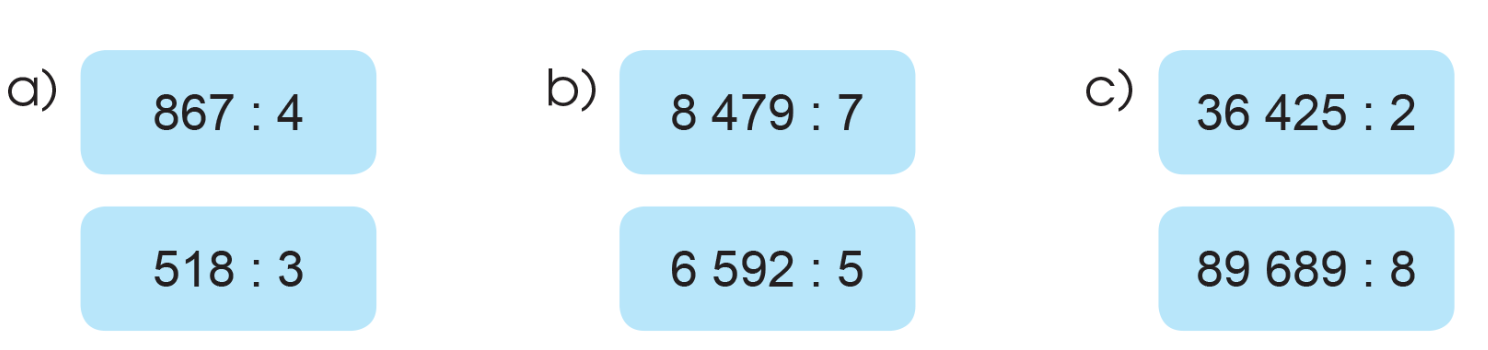 a) 867 : 4
518 : 3
b) 8 479 : 7
6 592 : 5
c) 36 425 : 2
89 689 : 8